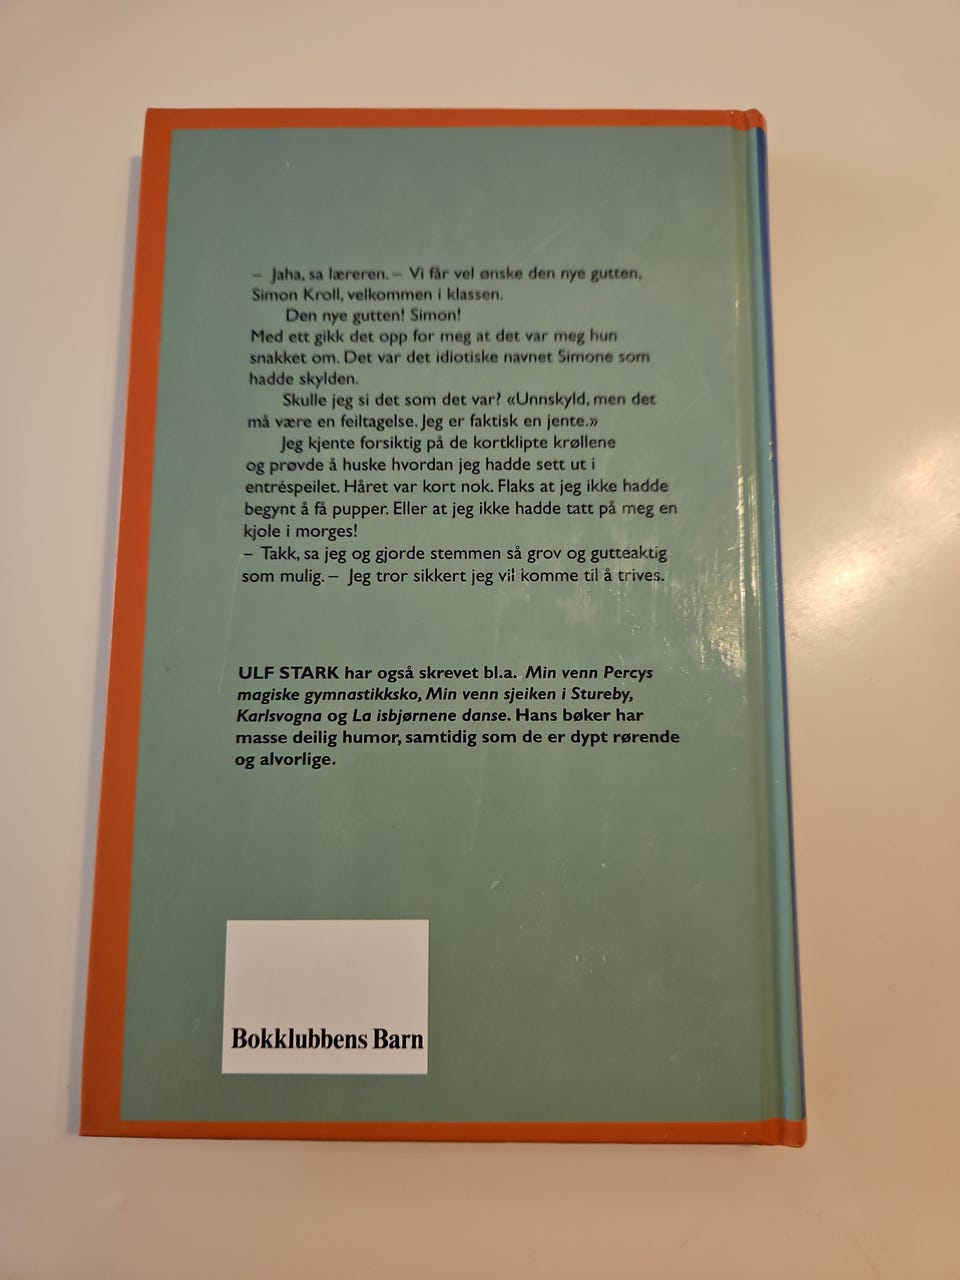 – Jaha, sa læreren. – Vi får vel ønske den nye gutten,
Simon Kroll, velkommen i klassen.
Den nye gutten! Simon!
Med ett gikk det opp for meg at det var meg hun
snakket om. Det var det idiotiske navnet Simone som
hadde skylden.
Skulle jeg si det som det var? «Unnskyld, men det
må være en feiltagelse. Jeg er faktisk en jente.»
Jeg kjente forsiktig på de kortklipte krøllene
og prøvde å huske hvordan jeg hadde sett ut i
entréspeilet. Håret var kort nok. Flaks at jeg ikke hadde
begynt å få pupper. Eller at jeg ikke hadde tatt på meg en
kjole i morges!
– Takk, sa jeg og gjorde stemmen så grov og gutteaktig
som mulig. – Jeg tror sikkert jeg vil komme til å trives.
ULF STARK har også skrevet bl.a. Min venn Percys
magiske gymnastikksko, Min venn sjeiken i Stureby,
Karlsvogna og La isbjørnene danse. Hans bøker har
masse deilig humor, samtidig som de er dypt rørende
og alvorlige.
Bokklubbens Barn